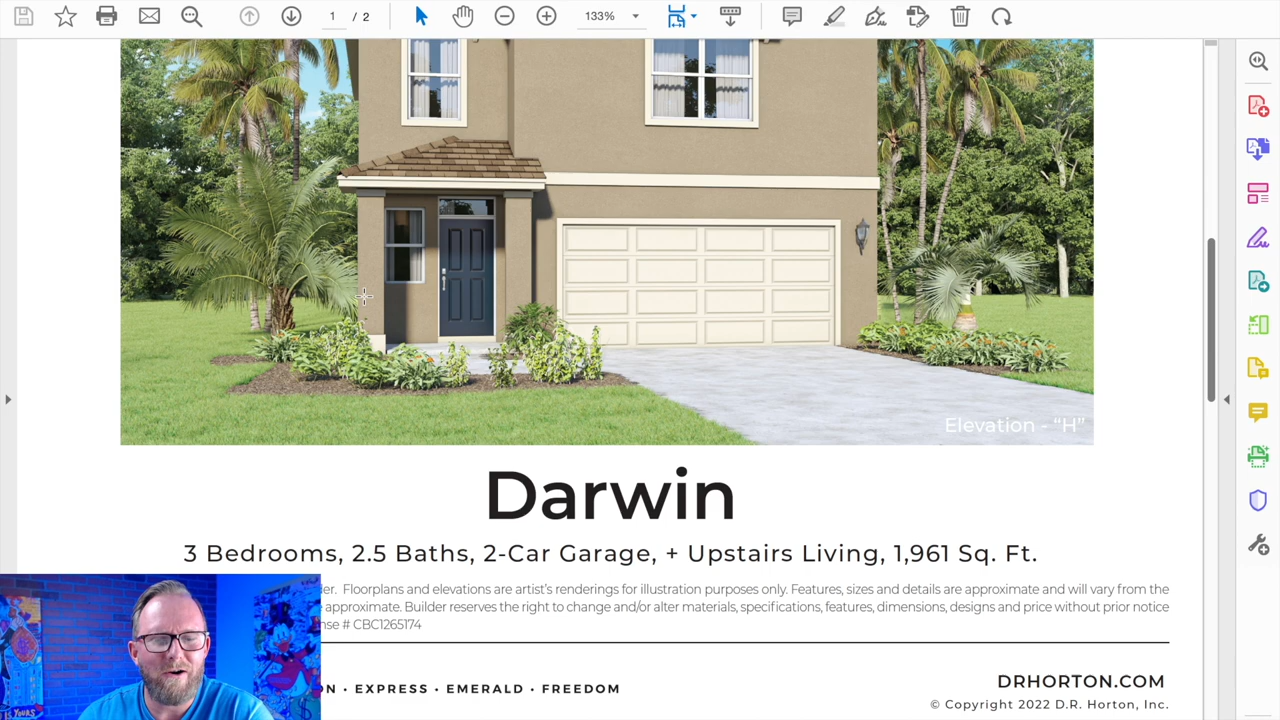 1 / 2
133%
Elevation - “H”
Darwin
3 Bedrooms, 2.5 Baths, 2-Car Garage, + Upstairs Living, 1,961 Sq. Ft.
Floorplans and elevations are artist’s renderings for illustration purposes only. Features, sizes and details are approximate and will vary from the
approximate. Builder reserves the right to change and/or alter materials, specifications, features, dimensions, designs and price without prior notice
# CBC1265174
· EXPRESS · EMERALD · FREEDOM
DRHORTON.COM
© Copyright 2022 D.R. Horton, Inc.